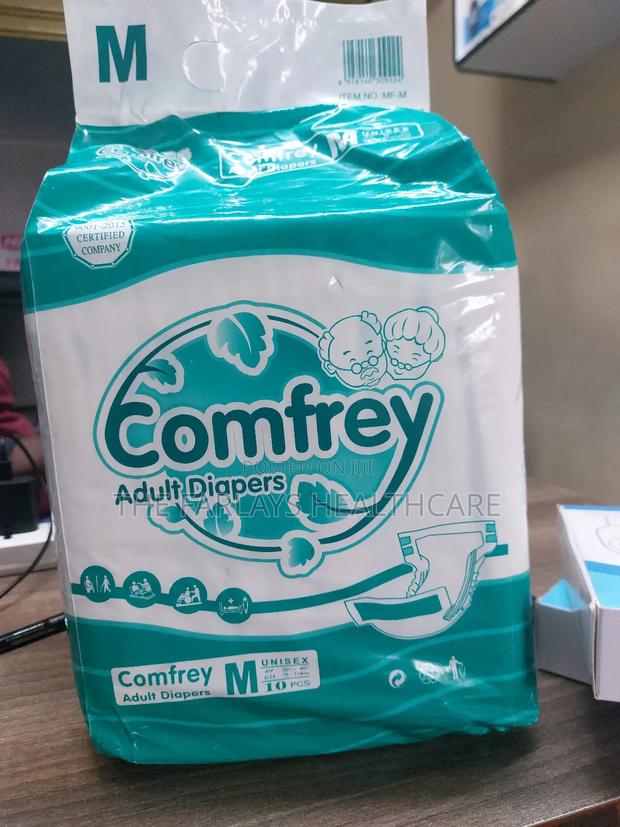 M
ITEM NO: MF-M
Comfrey
Adult Diapers
M
UNISEX
9001-2015
CERTIFIED
COMPANY
Comfrey
Adult Diapers
POSTED ON JIJI
THE FARLAYS HEALTHCARE
Comfrey
Adult Diapers
M
UNISEX
SIZE
10 PCS